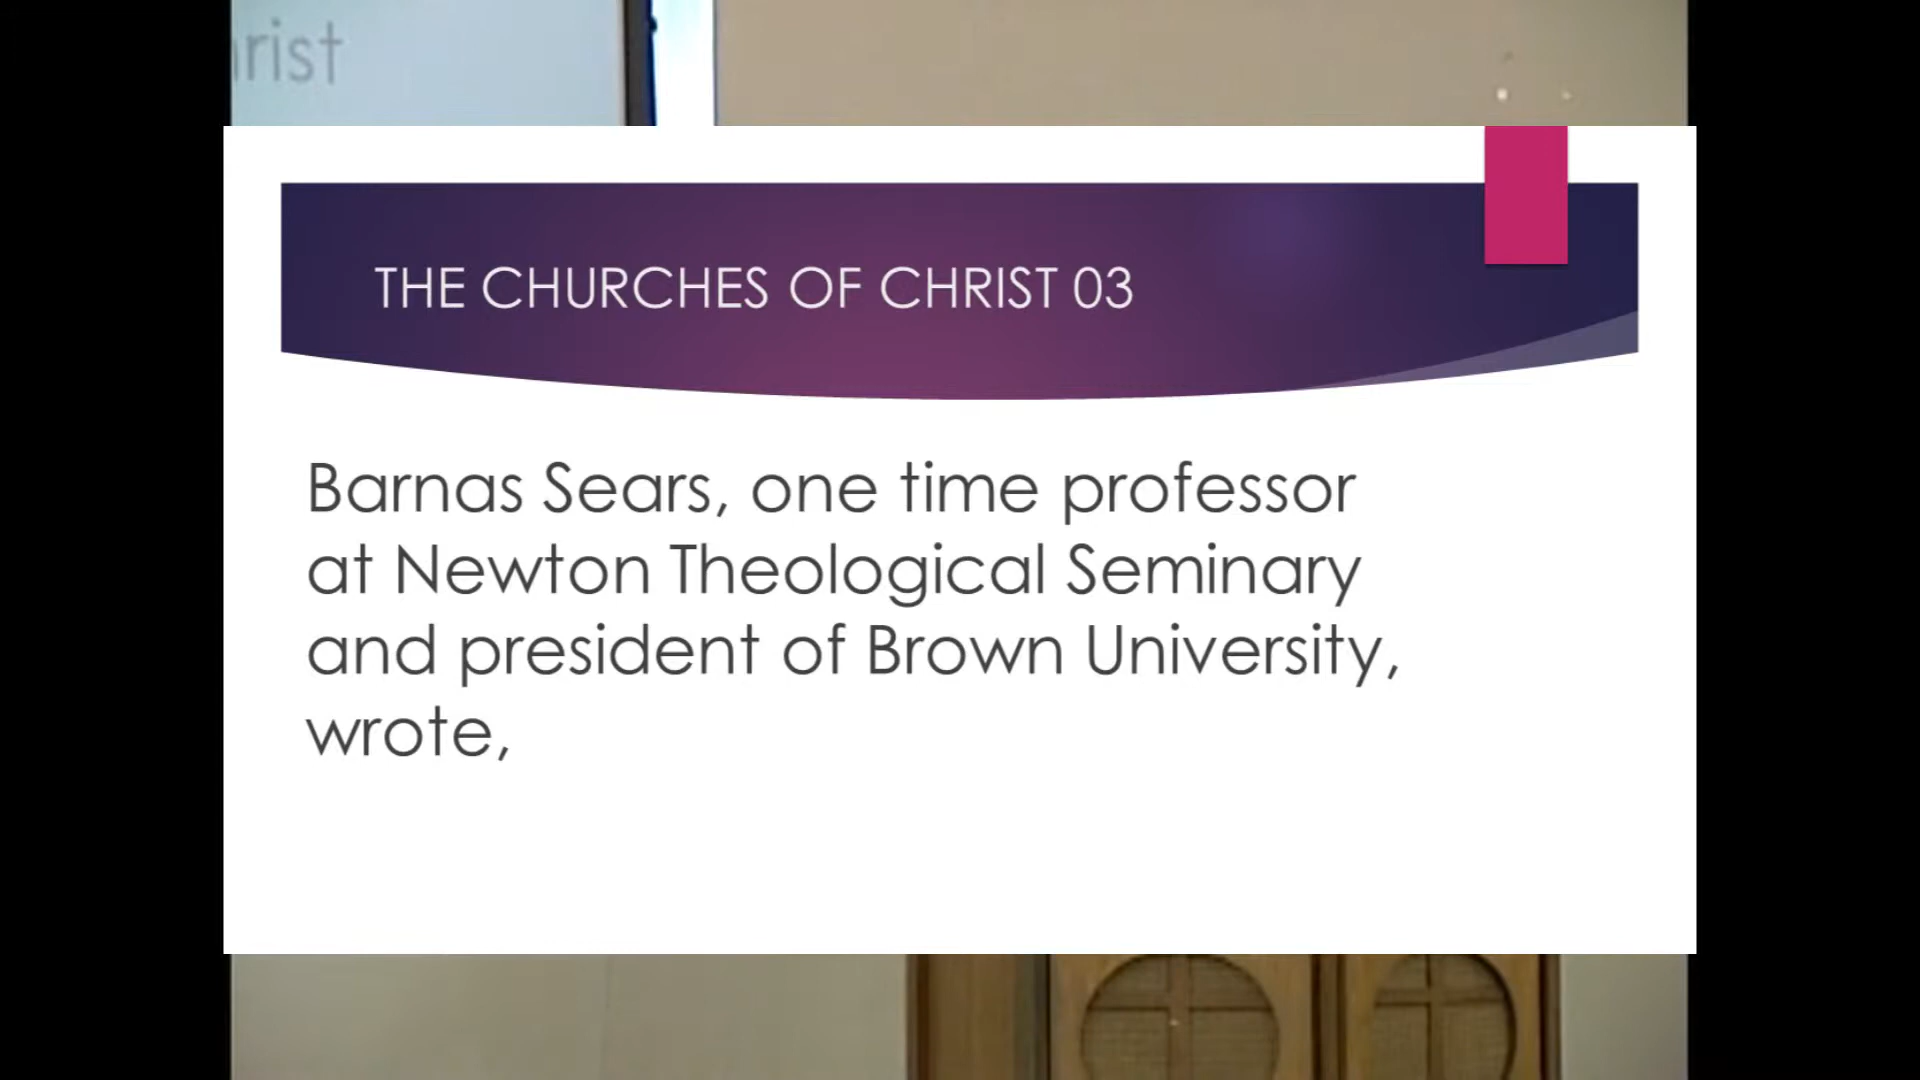 rist
THE CHURCHES OF CHRIST 03
Barnas Sears, one time professor
at Newton Theological Seminary
and president of Brown University,
wrote,